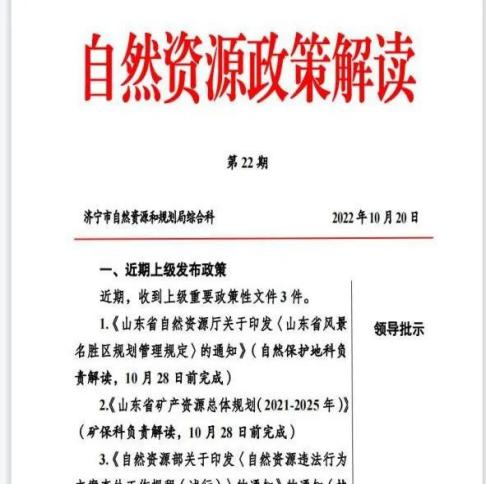 自然资源政策解读
第22期
济宁市自然资源和规划局综合科 2022年10月20日
一、近期上级发布政策
近期，收到上级重要政策性文件3件。
领导批示
1.《山东省自然资源厅关于印发〈山东省风景
名胜区规划管理规定〉的通知》（自然保护地科负
责解读，10月28日前完成）
2.《山东省矿产资源总体规划(2021-2025年)》
（矿保科负责解读，10月28日前完成）
3.《自然资源部关于印发〈自然资源违法行为